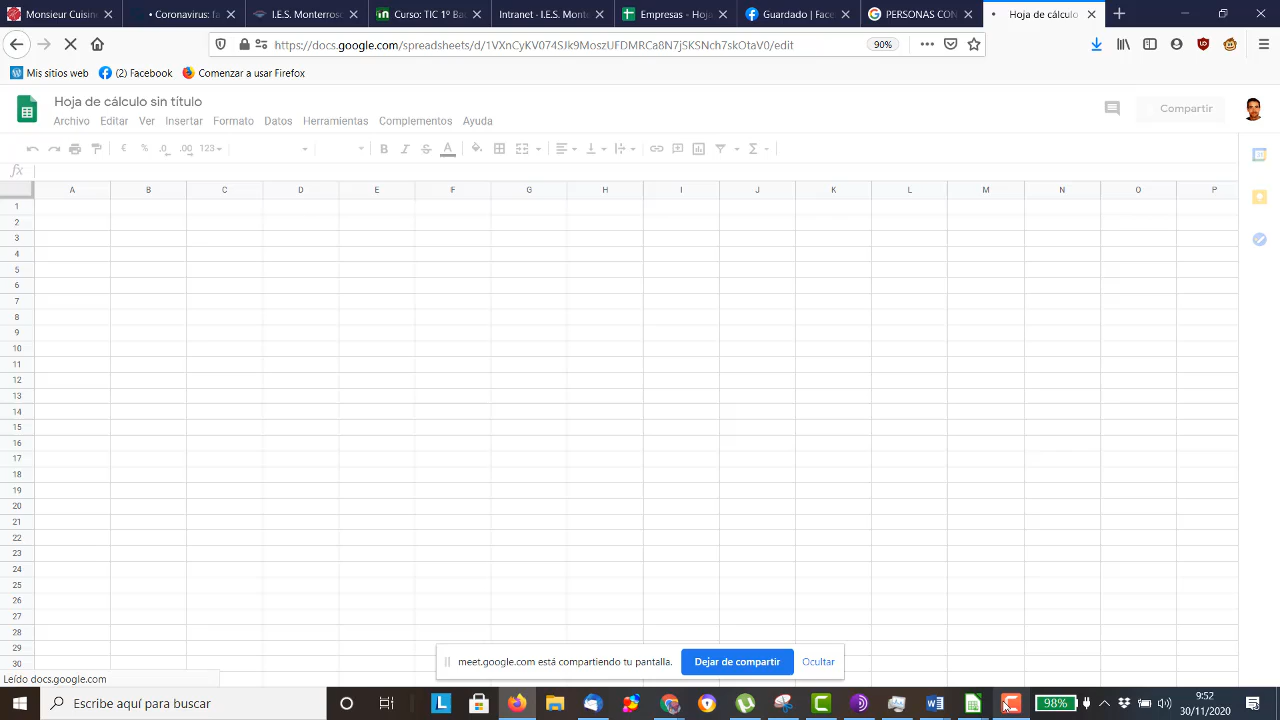 Monsieur Cuisine
Coronavirus fa
I.E.S. Mont
Curso: TIC 1º Ba
Intranet - I.E.S. Mont
Empresas - Hoja
Guardado | Face
PERSONAS CON
Hoja de cálculo
https://docs.google.com/spreadsheets/d/1VXnCyKV074SJk9MoszUFDMRCa8N7jSKSNch7skOtaV0/edit
90%
Mis sitios web
(2) Facebook
Comenzar a usar Firefox
Hoja de cálculo sin título
Compartir
Archivo Editar Ver Insertar Formato Datos Herramientas Complementos Ayuda
€ % .0 .00 123 B I S A Σ
fx
A B C D E F G H I J K L M N O P
1
2
3
4
5
6
7
8
9
10
11
12
13
14
15
16
17
18
19
20
21
22
23
24
25
26
27
28
29
30
meet.google.com está compartiendo tu pantalla.
Dejar de compartir
Ocultar
Leído docs.google.com
Escribe aquí para buscar
98%
9:52
30/11/2020